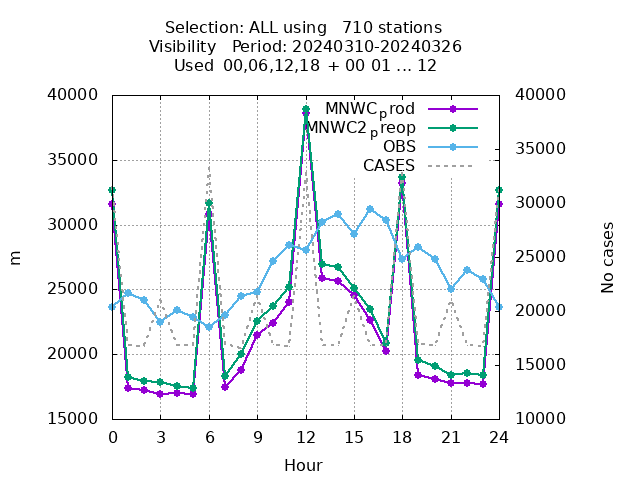 Selection: ALL using 710 stations
Visibility Period: 20240310-20240326
Used 00,06,12,18 + 00 01 ... 12
40000 40000
MNWC_prod
MNWC2_preop
OBS
CASES
35000 35000
30000 30000
25000 25000
20000 20000
15000
15000 10000
m
No cases
0 3 6 9 12 15 18 21 24
Hour